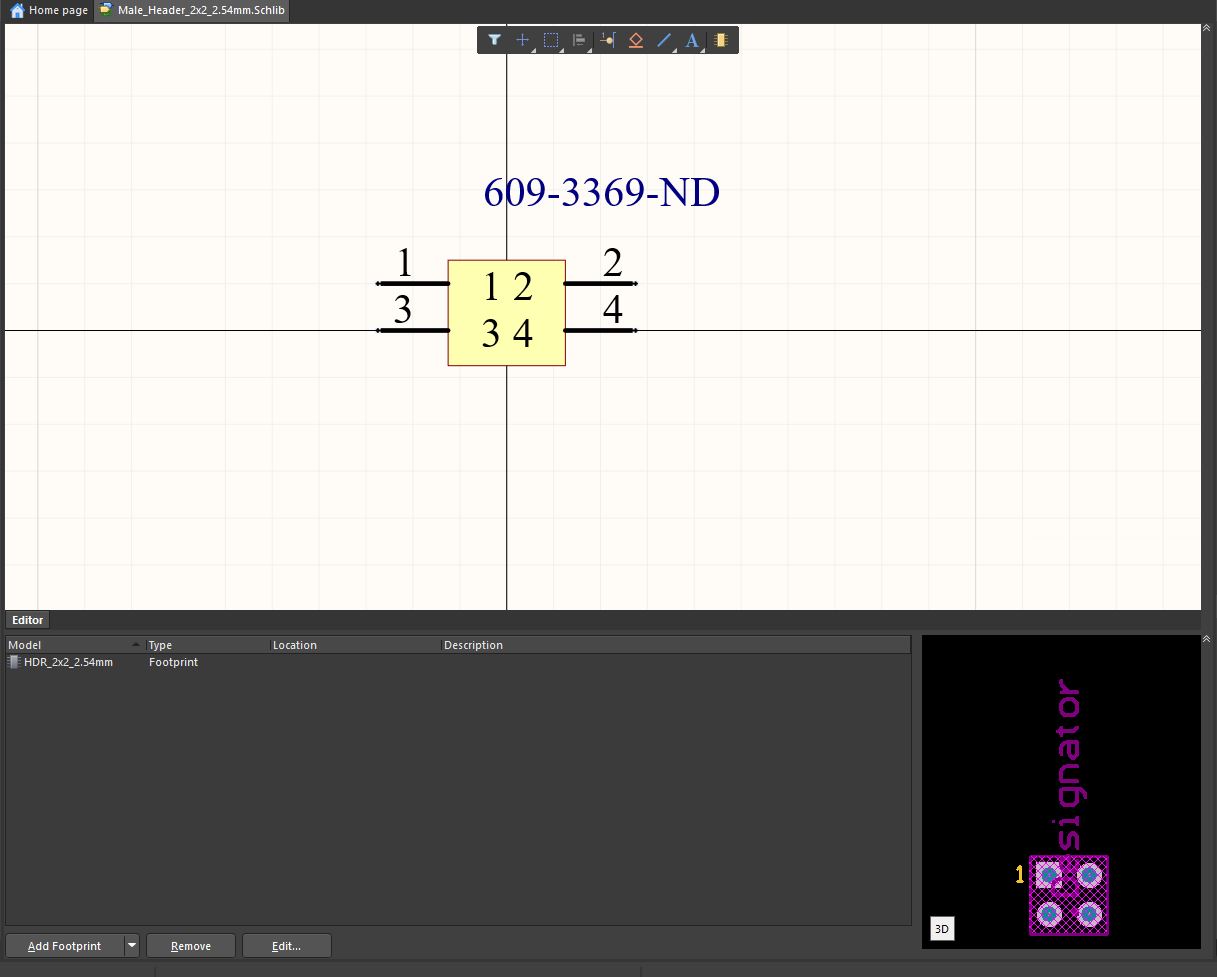 Home page Male_Header_2x2_2.54mm.Schlib
A
609-3369-ND
1 2
1 2
3 4
3 4
Editor
Model Type Location Description
HDR_2x2_2.54mm Footprint
signator
1
3D
Add Footprint Remove Edit...